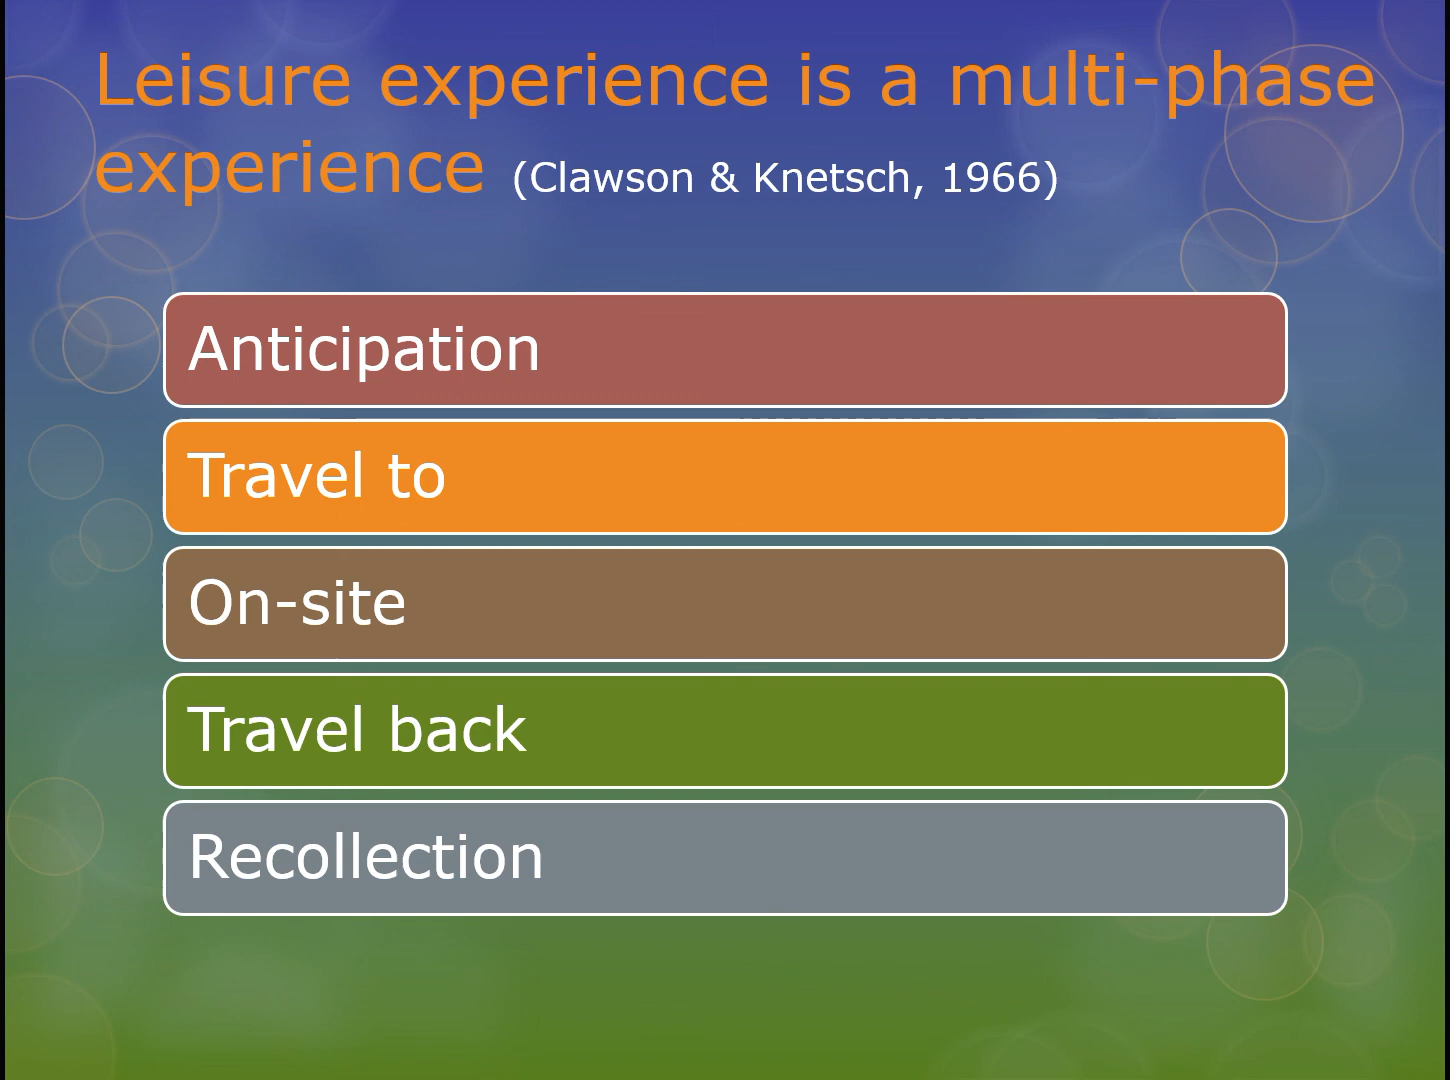 Leisure experience is a multi-phase
experience (Clawson & Knetsch, 1966)
Anticipation
Travel to
On-site
Travel back
Recollection